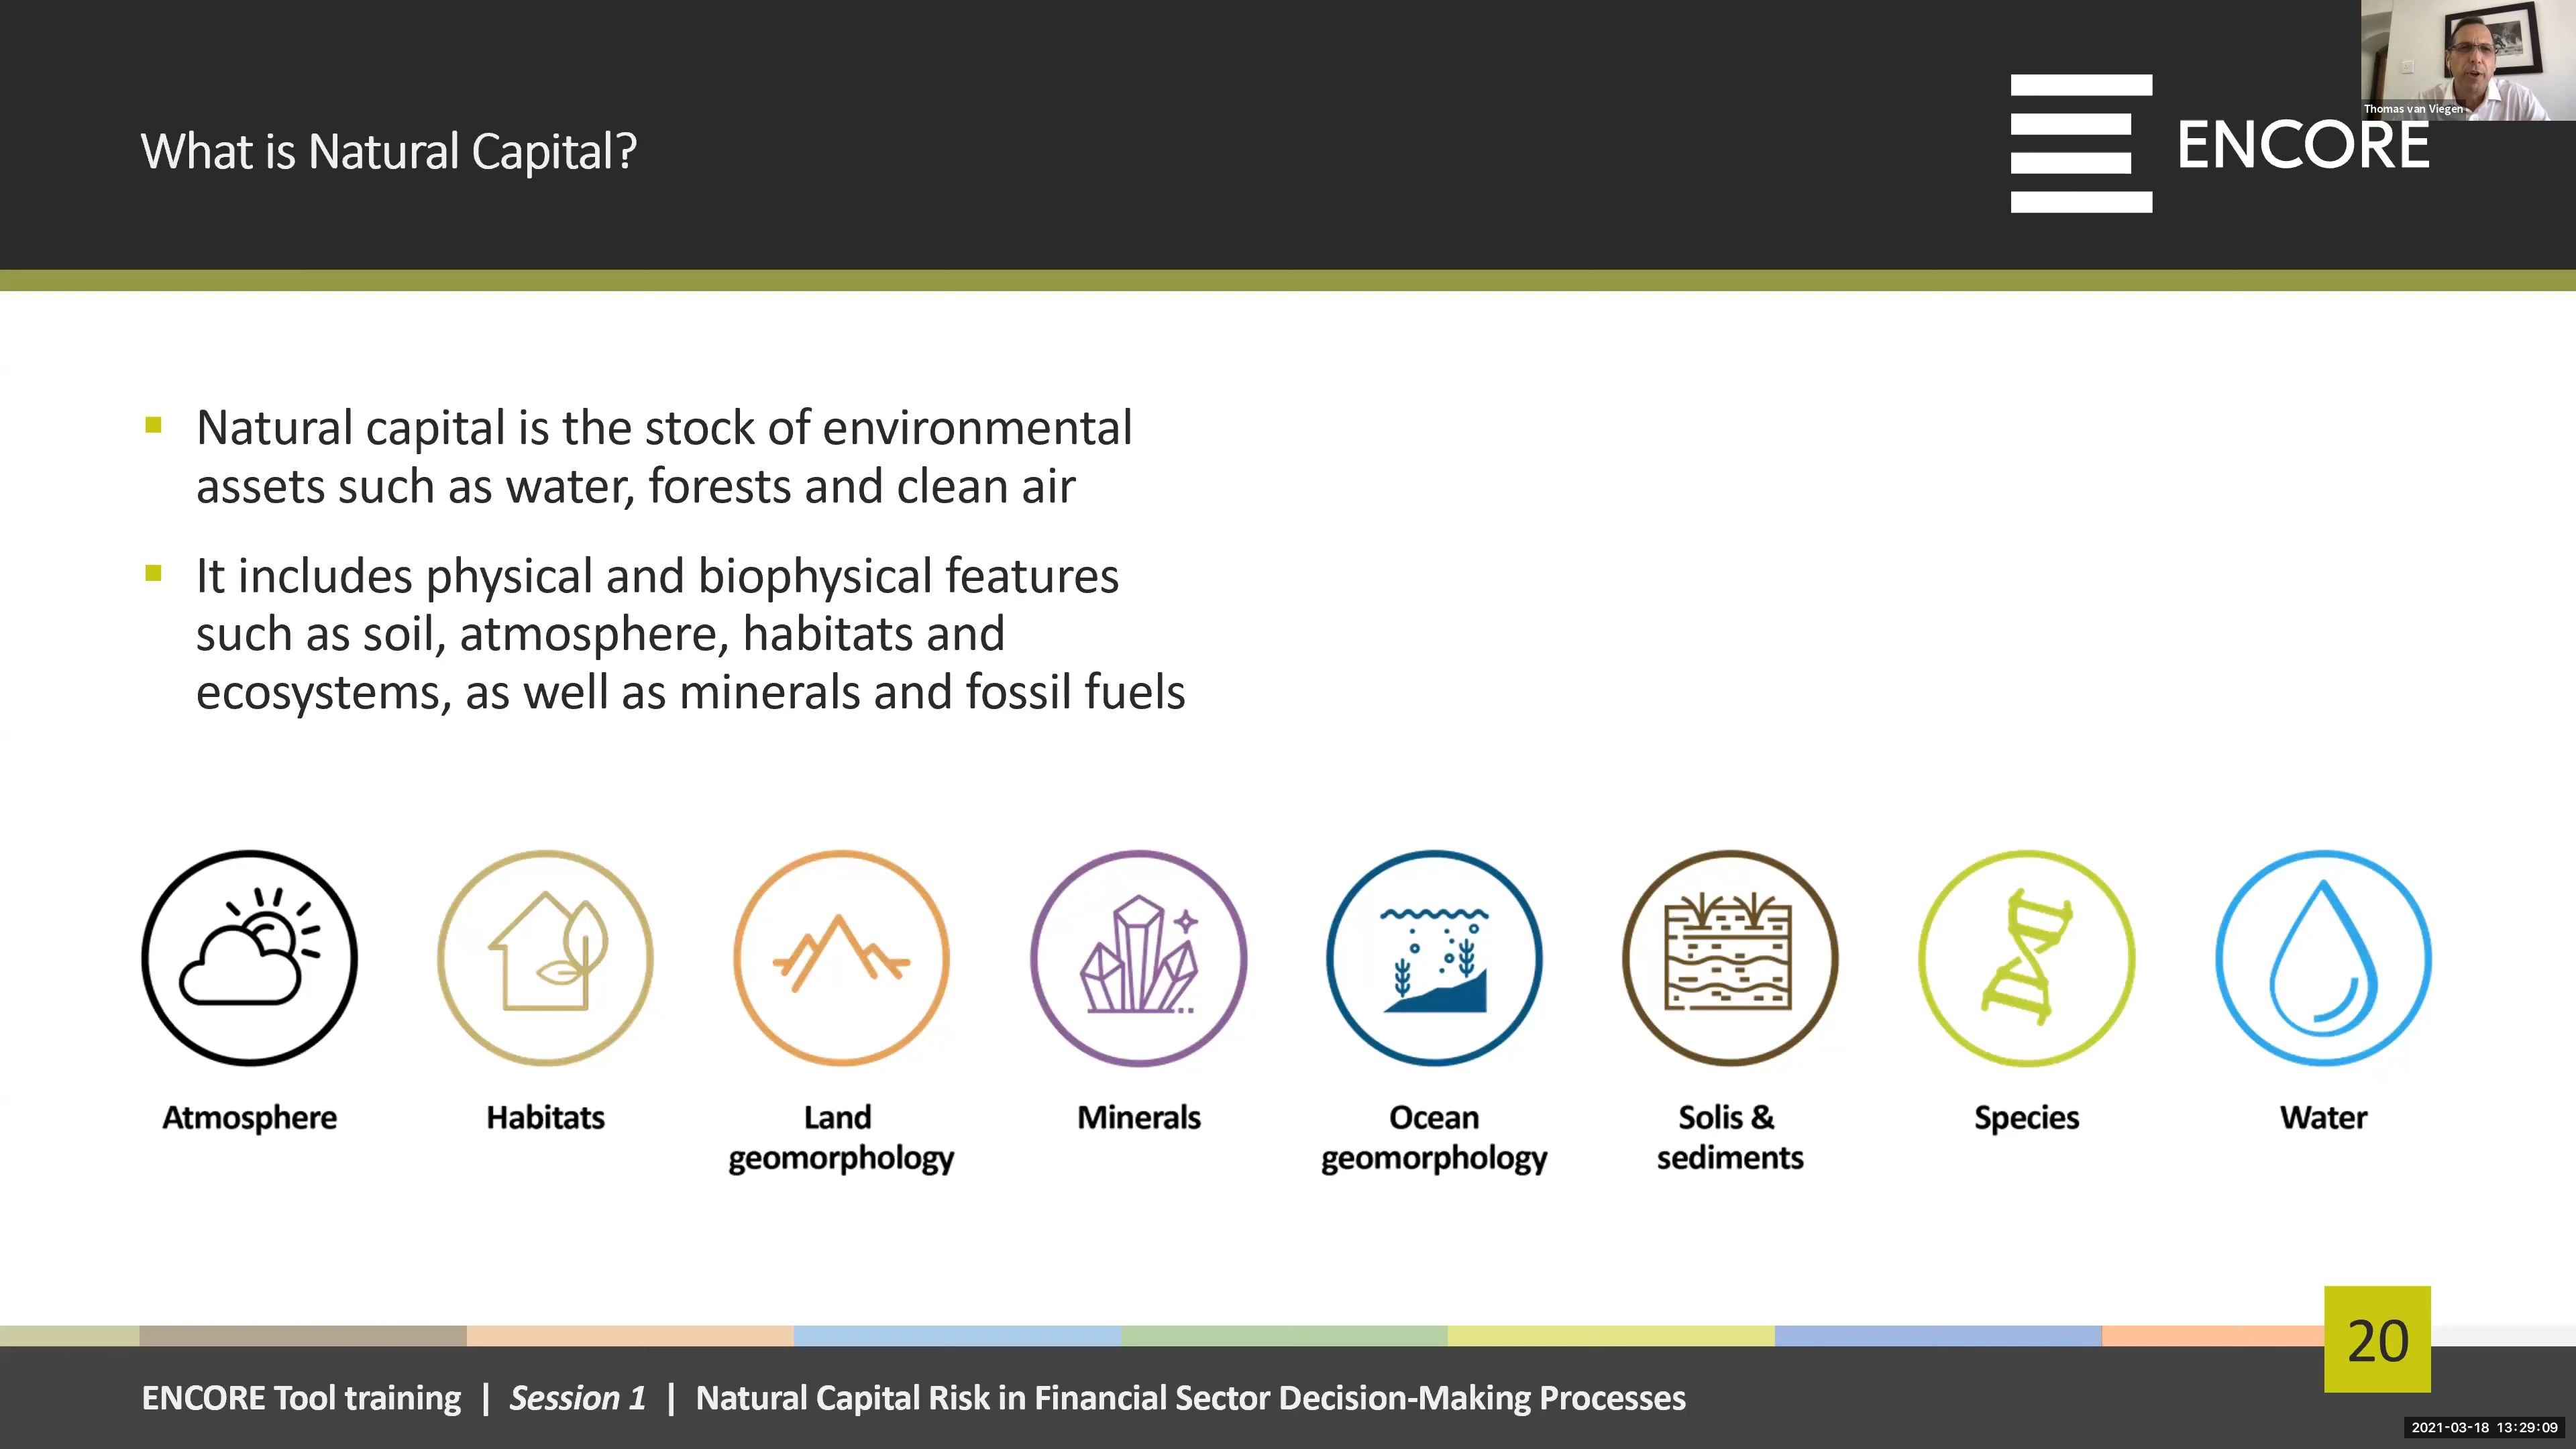 Thomas van Viegen
What is Natural Capital?
ENCORE
Natural capital is the stock of environmental
assets such as water, forests and clean air
It includes physical and biophysical features
such as soil, atmosphere, habitats and
ecosystems, as well as minerals and fossil fuels
Atmosphere
Habitats
Land
geomorphology
Minerals
Ocean
geomorphology
Solis &
sediments
Species
Water
20
ENCORE Tool training | Session 1 | Natural Capital Risk in Financial Sector Decision-Making Processes
2021-03-18 13:29:09